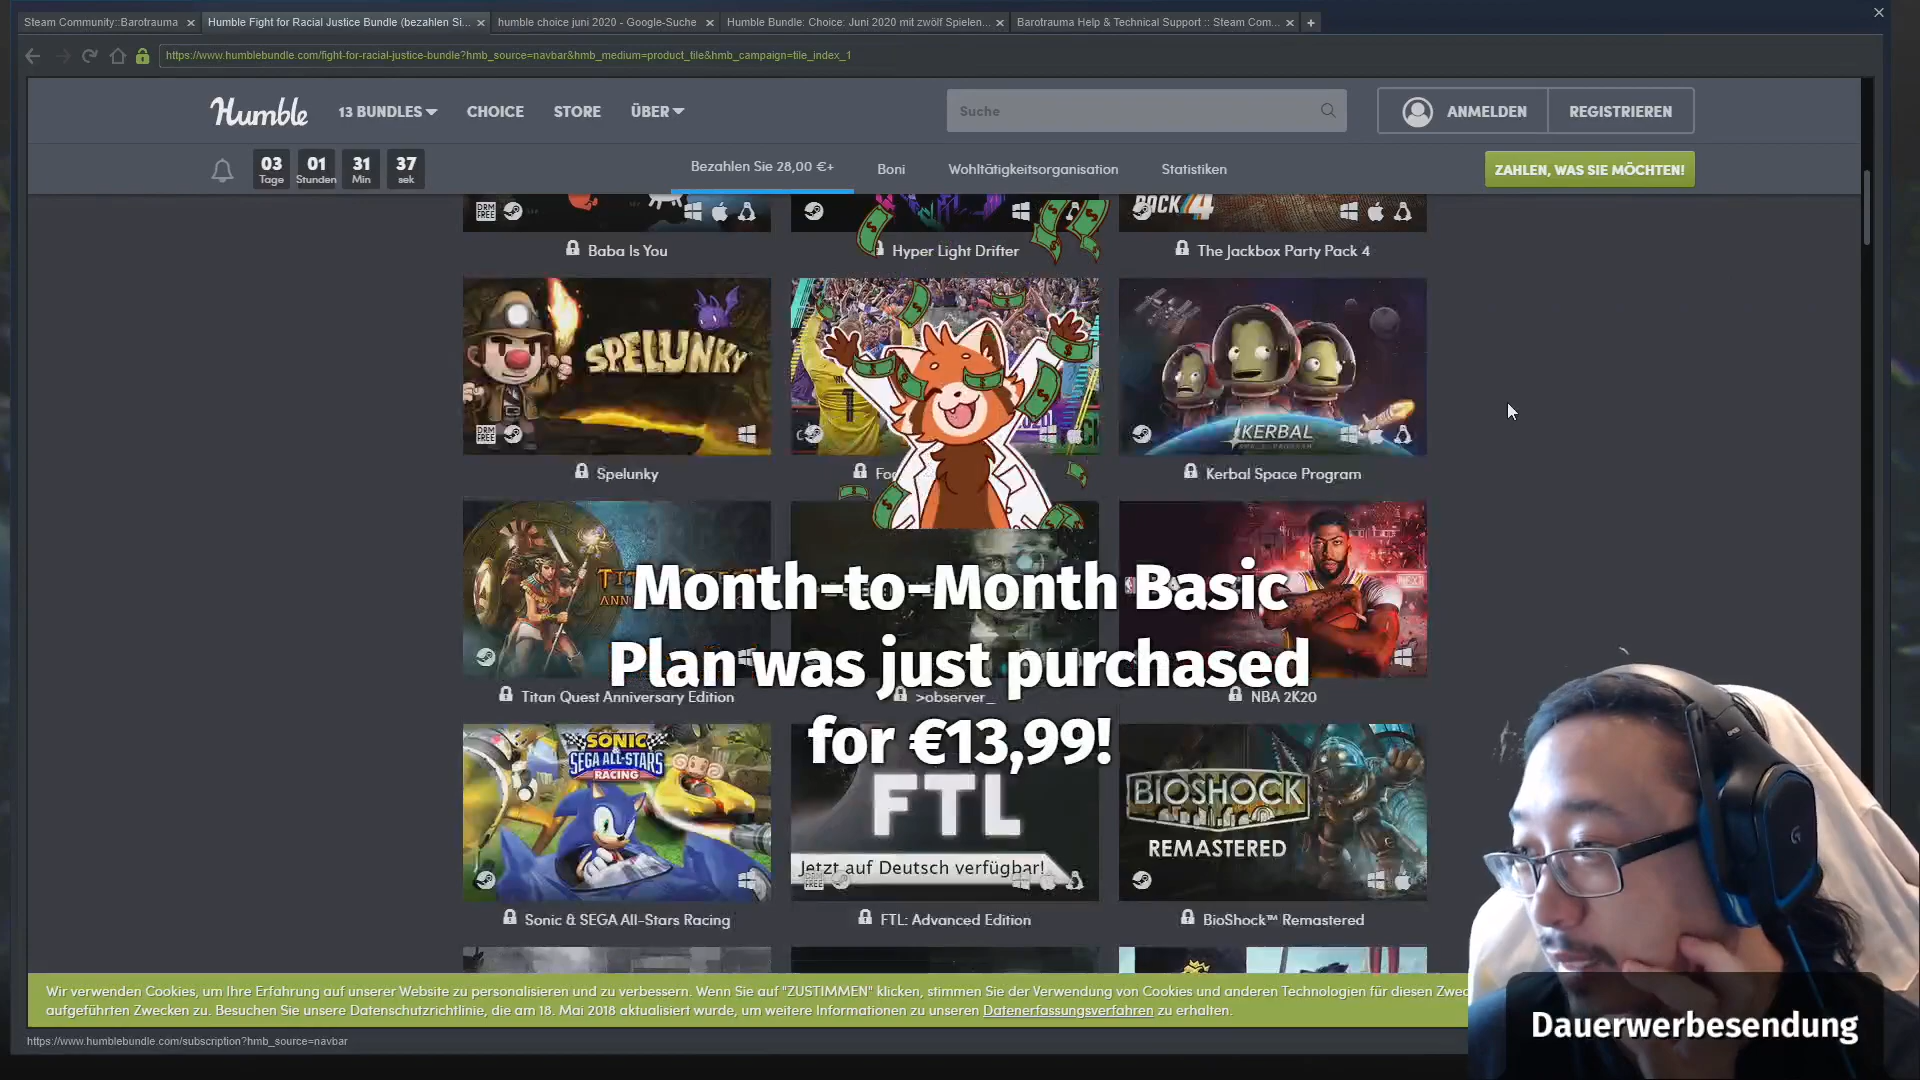 Steam Community::Barotrauma
Humble Fight for Racial Justice Bundle (bezahlen Si...
humble choice juni 2020 - Google-Suche
Humble Bundle: Choice: Juni 2020 mit zwölf Spielen...
Barotrauma Help & Technical Support :: Steam Com...
https://www.humblebundle.com/fight-for-racial-justice-bundle?hmb_source=navbar&hmb_medium=product_tile&hmb_campaign=tile_index_1
Humble
13 BUNDLES
CHOICE
STORE
ÜBER
Suche
ANMELDEN
REGISTRIEREN
03 01 31 37
Tage Stunden Min sek
Bezahlen Sie 28,00 €+
Boni
Wohltätigkeitsorganisation
Statistiken
ZAHLEN, WAS SIE MÖCHTEN!
DRM FREE
PACK 4
Baba Is You
Hyper Light Drifter
The Jackbox Party Pack 4
SPELUNKY
DRM FREE
KERBAL
Spelunky
Kerbal Space Program
Month-to-Month Basic
Plan was just purchased
for €13,99!
Titan Quest Anniversary Edition
>observer_
NBA 2K20
SONIC
SEGA ALL-STARS
RACING
FTL
Jetzt auf Deutsch verfügbar!
BIOSHOCK
REMASTERED
Sonic & SEGA All-Stars Racing
FTL: Advanced Edition
BioShock™ Remastered
Wir verwenden Cookies, um Ihre Erfahrung auf unserer Website zu personalisieren und zu verbessern. Wenn Sie auf "ZUSTIMMEN" klicken, stimmen Sie der Verwendung von Cookies und anderen Technologien für diesen Zwec
aufgeführten Zwecken zu. Besuchen Sie unsere Datenschutzrichtlinie, die am 18. Mai 2018 aktualisiert wurde, um weitere Informationen zu unseren Datenerfassungsverfahren zu erhalten.
Dauerwerbesendung
https://www.humblebundle.com/subscription?hmb_source=navbar